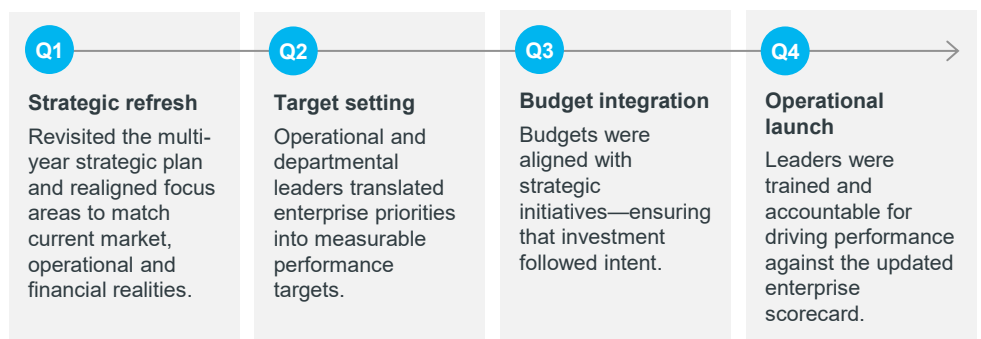 Q1
Strategic refresh
Revisited the multi-
year strategic plan
and realigned focus
areas to match
current market,
operational and
financial realities.
Q2
Target setting
Operational and
departmental
leaders translated
enterprise priorities
into measurable
performance
targets.
Q3
Budget integration
Budgets were
aligned with
strategic
initiatives—ensuring
that investment
followed intent.
Q4
Operational
launch
Leaders were
trained and
accountable for
driving performance
against the updated
enterprise
scorecard.